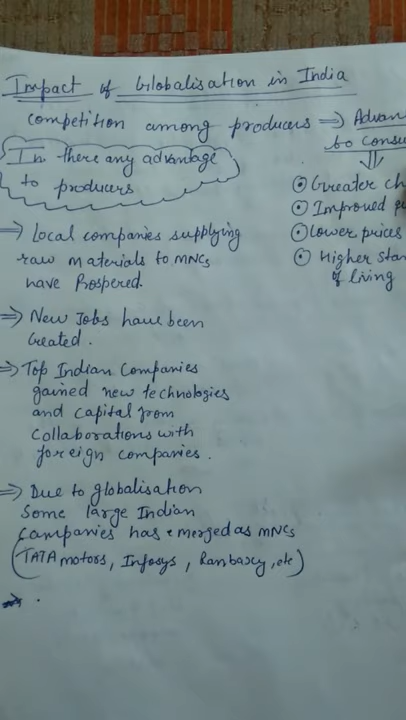 Impact of Globalisation in India
competition among producers ⇒ Advan
to consu
⇓
In there any advantage
to producers
⊙ Greater ch
⊙ Improved
⊙ Lower prices
⊙ Higher Stan
of living
⇒ Local companies supplying
raw materials to MNCs
have Prospered.
⇒ New Jobs have been
Created.
⇒ Top Indian Companies
gained new technologies
and Capital from
Collaborations with
foreign companies.
⇒ Due to globalisation
Some large Indian
Companies has emerged as MNCs
(TATA motors, Infosys, Ranbaxy, etc)
⇒ .